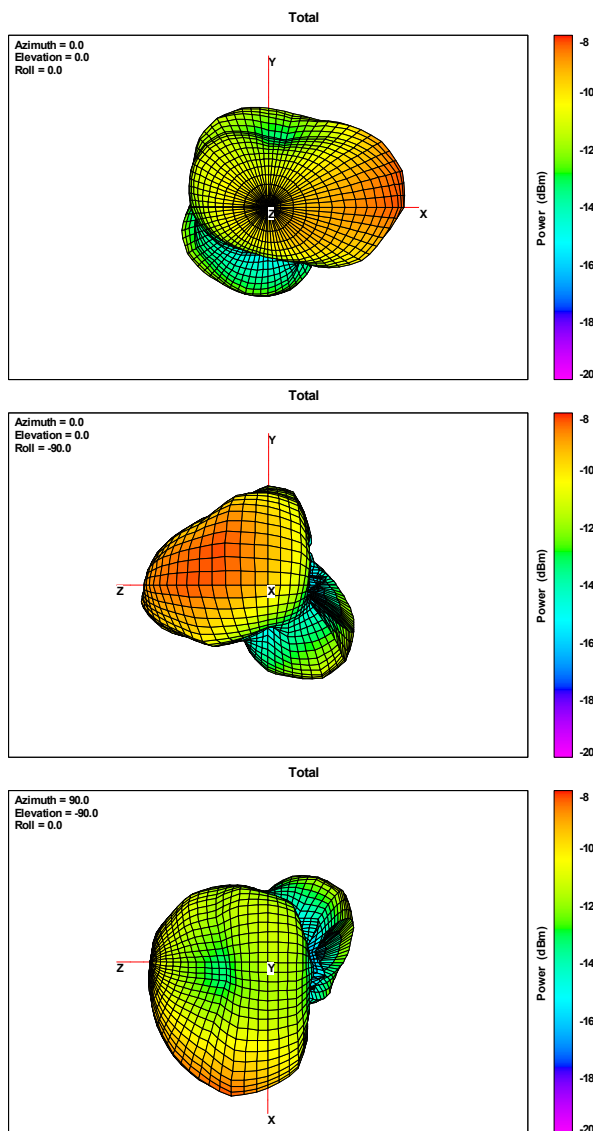 Total
Azimuth = 0.0
Elevation = 0.0
Roll = 0.0
Y
Z
X
-8
-10
-12
-14
-16
-18
-20
Power (dBm)
Total
Azimuth = 0.0
Elevation = 0.0
Roll = -90.0
Y
Z
X
-8
-10
-12
-14
-16
-18
-20
Power (dBm)
Total
Azimuth = 90.0
Elevation = -90.0
Roll = 0.0
Z
Y
X
-8
-10
-12
-14
-16
-18
-20
Power (dBm)